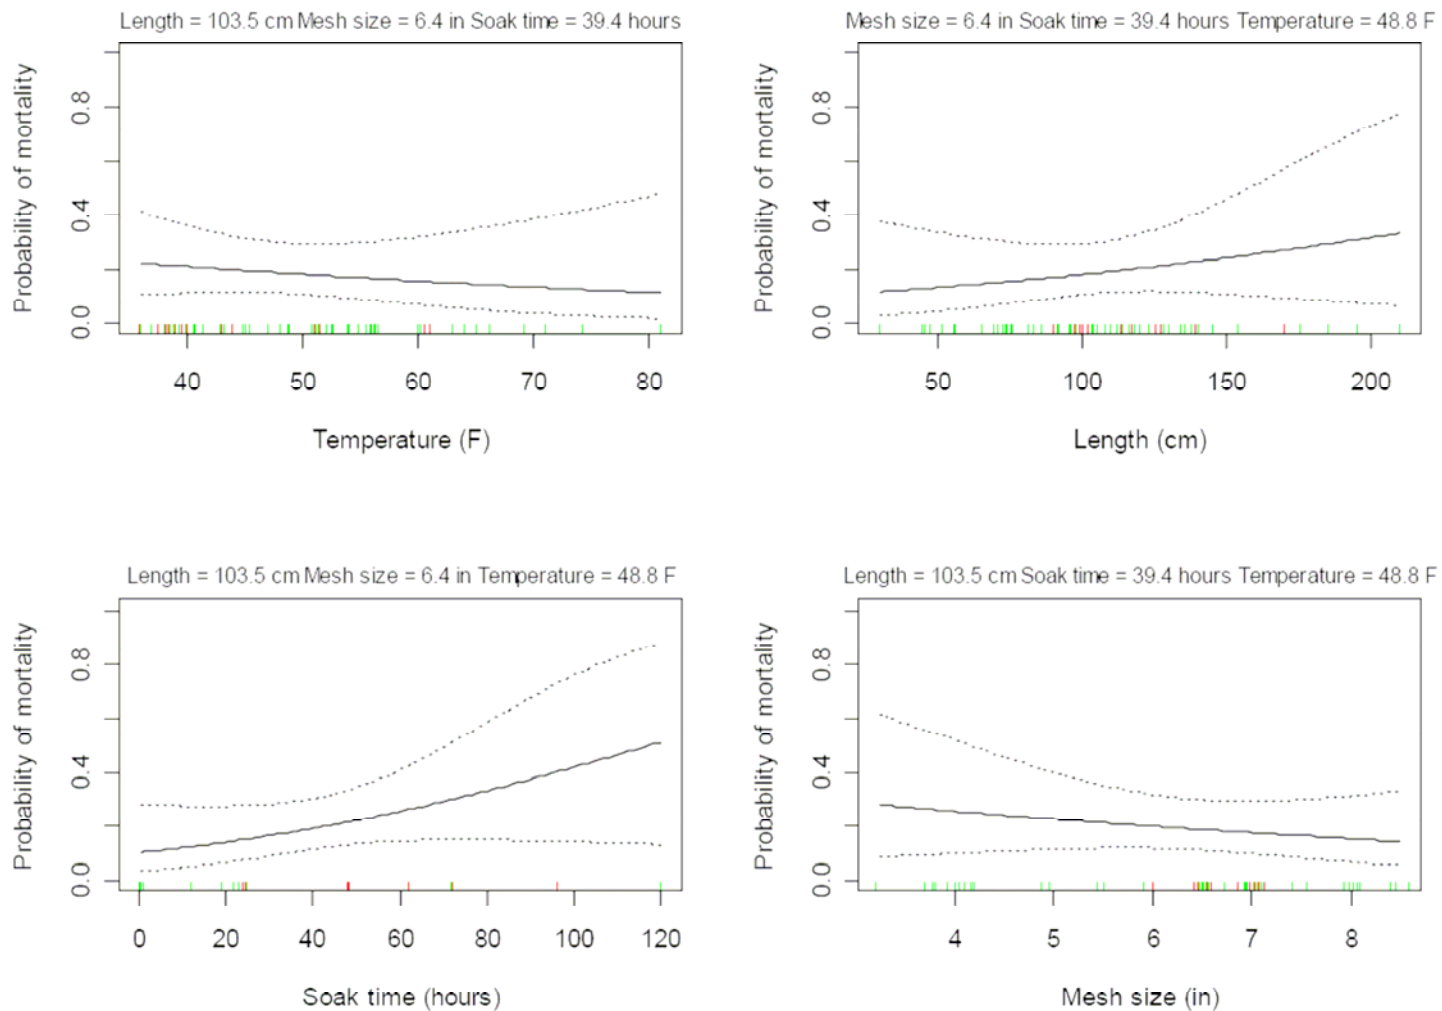 Length = 103.5 cm Mesh size = 6.4 in Soak time = 39.4 hours
Probability of mortality
0.8
0.4
0.0
40 50 60 70 80
Temperature (F)
Mesh size = 6.4 in Soak time = 39.4 hours Temperature = 48.8 F
Probability of mortality
0.8
0.4
0.0
50 100 150 200
Length (cm)
Length = 103.5 cm Mesh size = 6.4 in Temperature = 48.8 F
Probability of mortality
0.8
0.4
0.0
0 20 40 60 80 100 120
Soak time (hours)
Length = 103.5 cm Soak time = 39.4 hours Temperature = 48.8 F
Probability of mortality
0.8
0.4
0.0
4 5 6 7 8
Mesh size (in)